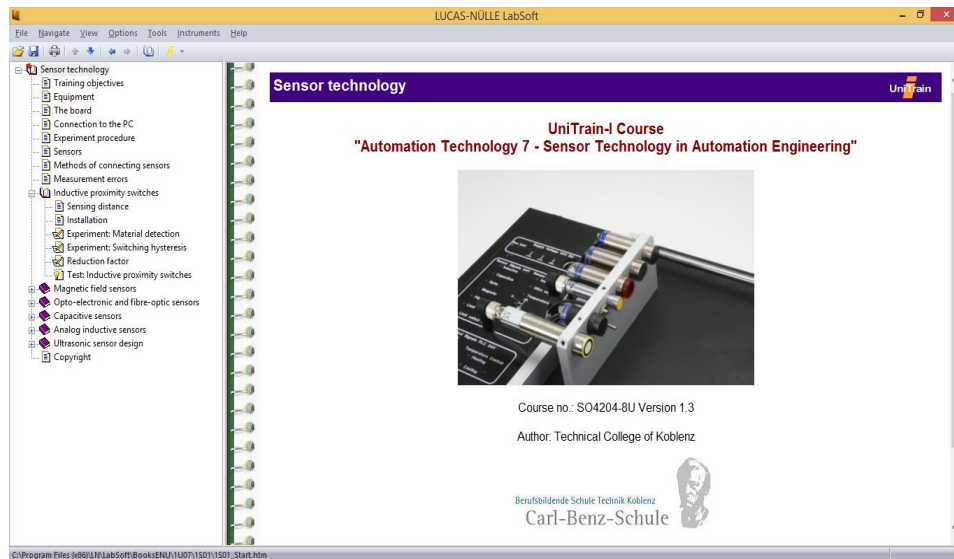 LUCAS-NÜLLE LabSoft
File Navigate View Options Tools Instruments Help
Sensor technology
Training objectives
Equipment
The board
Connection to the PC
Experiment procedure
Sensors
Methods of connecting sensors
Measurement errors
Inductive proximity switches
Sensing distance
Installation
Experiment: Material detection
Experiment: Switching hysteresis
Reduction factor
Test: Inductive proximity switches
Magnetic field sensors
Opto-electronic and fibre-optic sensors
Capacitive sensors
Analog inductive sensors
Ultrasonic sensor design
Copyright
Sensor technology
UniTrain
UniTrain-I Course
"Automation Technology 7 - Sensor Technology in Automation Engineering"
Course no.: SO4204-8U Version 1.3
Author: Technical College of Koblenz
Berufsbildende Schule Technik Koblenz
Carl-Benz-Schule
C:\Program Files (x86)\LN\LabSoft\BooksENU\1U07\1S01\1S01_Start.htm